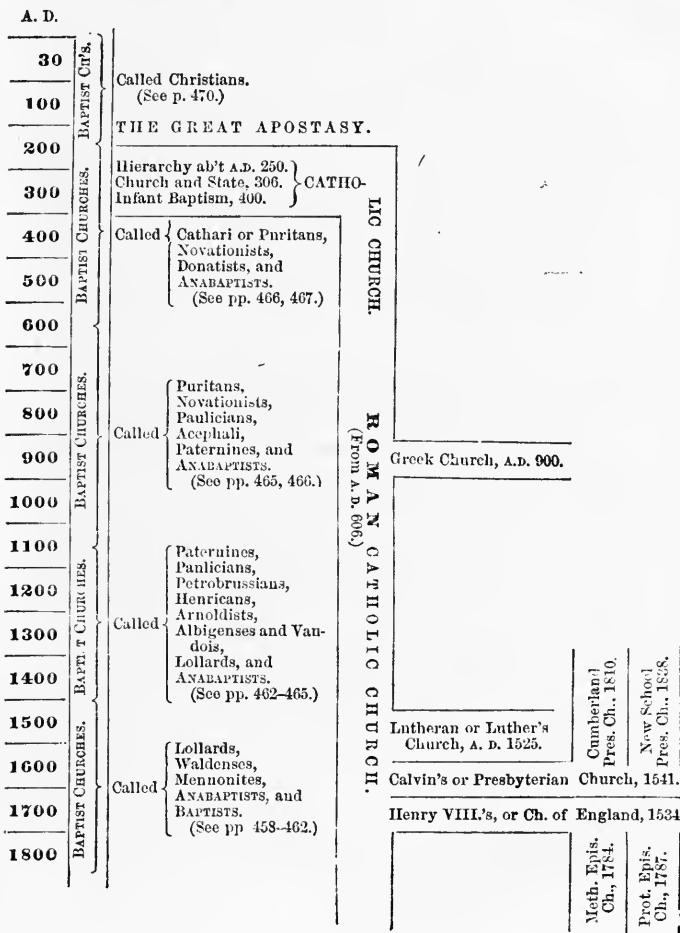 A. D.
30
100
200
300
400
500
600
700
800
900
1000
1100
1200
1300
1400
1500
1600
1700
1800
BAPTIST CH'S.
BAPTIST CHURCHES.
BAPTIST CHURCHES.
BAPTIST CHURCHES.
BAPTIST CHURCHES.
Called Christians.
(See p. 470.)
THE GREAT APOSTASY.
Hierarchy ab't A.D. 250.
Church and State, 306.
Infant Baptism, 400.
CATHO-
LIC CHURCH.
Called
Cathari or Puritans,
Novationists,
Donatists, and
ANABAPTISTS.
(See pp. 466, 467.)
Called
Puritans,
Novationists,
Paulicians,
Acephali,
Paternines, and
ANABAPTISTS.
(See pp. 465, 466.)
Called
Paternines,
Paulicians,
Petrobrussians,
Henricans,
Arnoldists,
Albigenses and Vau-
dois,
Lollards, and
ANABAPTISTS.
(See pp. 462–465.)
Called
Lollards,
Waldenses,
Mennonites,
ANABAPTISTS, and
BAPTISTS.
(See pp 458–462.)
ROMAN CATHOLIC CHURCH.
(From A.D. 606.)
Greek Church, A.D. 900.
Lutheran or Luther's
Church, A. D. 1525.
Cumberland
Pres. Ch., 1810.
New School
Pres. Ch., 1838.
Calvin's or Presbyterian Church, 1541.
Henry VIII.'s, or Ch. of England, 1534
Meth. Epis.
Ch., 1784.
Prot. Epis.
Ch., 1787.